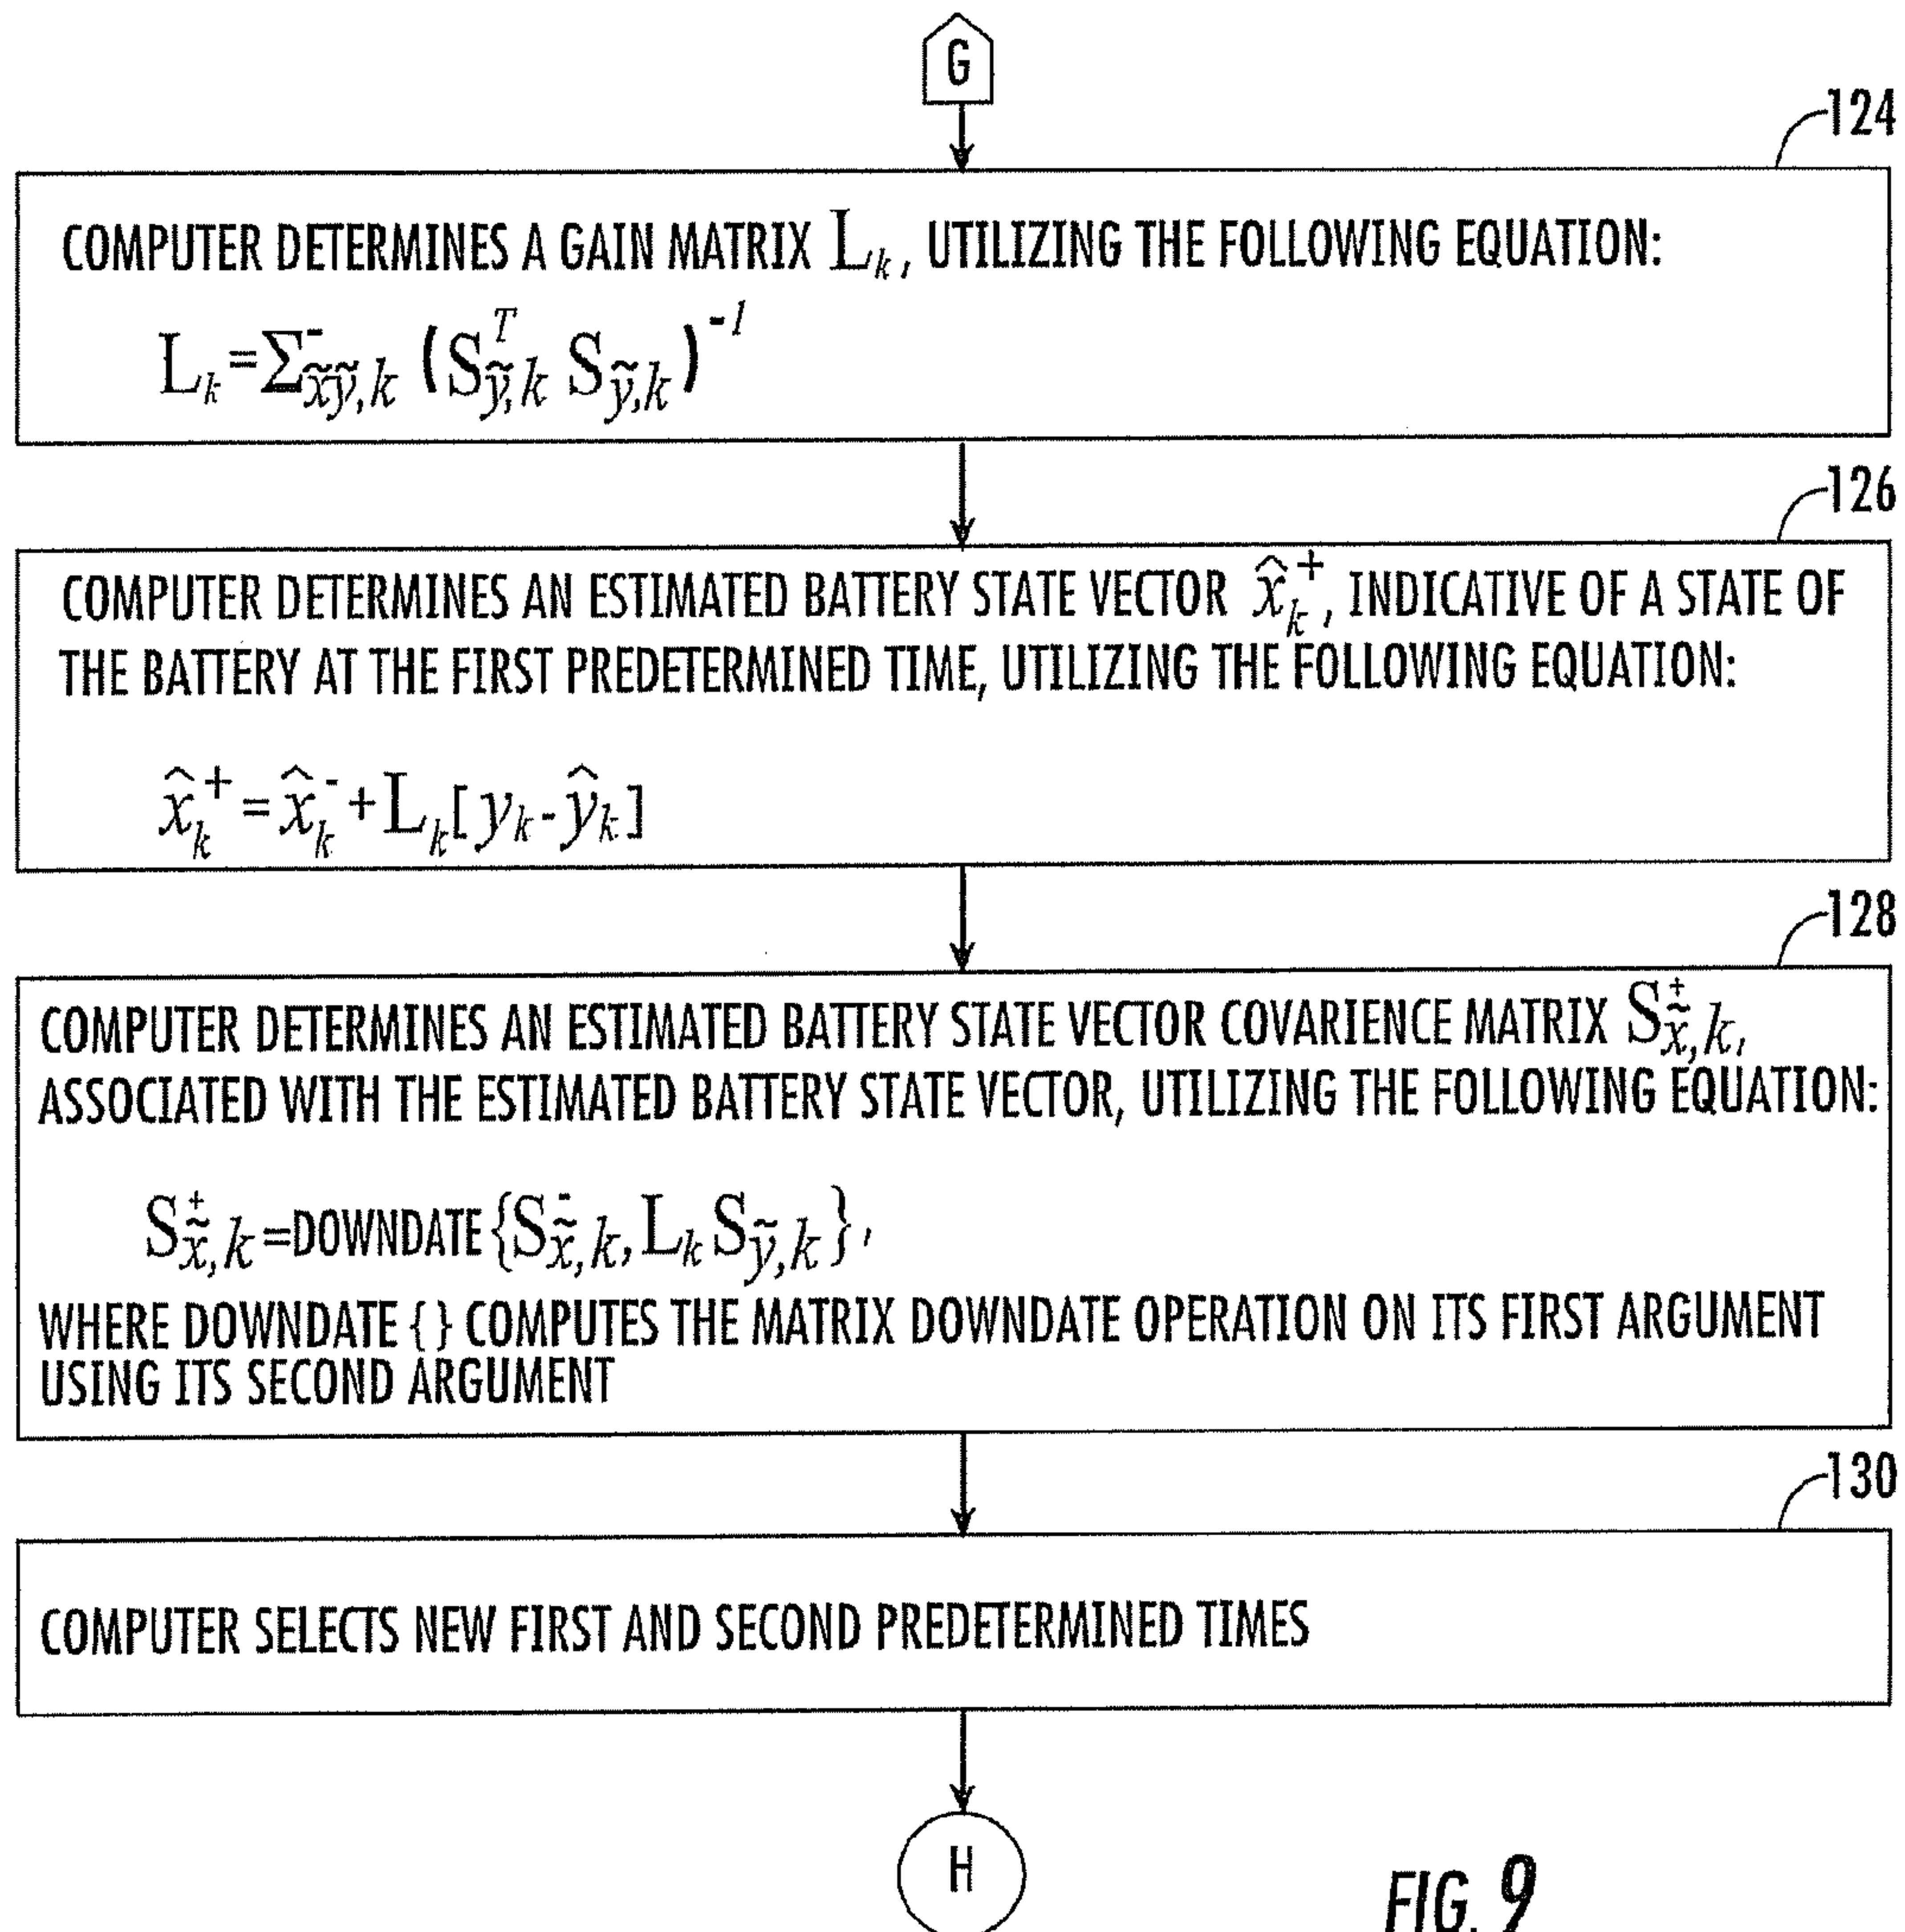 G
124
COMPUTER DETERMINES A GAIN MATRIX L_k, UTILIZING THE FOLLOWING EQUATION:
L_k = Σ^-_{x̃ỹ,k} (S^T_{ỹ,k} S_{ỹ,k})^{-1}
126
COMPUTER DETERMINES AN ESTIMATED BATTERY STATE VECTOR x̂_k^+, INDICATIVE OF A STATE OF
THE BATTERY AT THE FIRST PREDETERMINED TIME, UTILIZING THE FOLLOWING EQUATION:
x̂_k^+ = x̂_k^- + L_k[y_k - ŷ_k]
128
COMPUTER DETERMINES AN ESTIMATED BATTERY STATE VECTOR COVARIENCE MATRIX S^+_{x̃,k},
ASSOCIATED WITH THE ESTIMATED BATTERY STATE VECTOR, UTILIZING THE FOLLOWING EQUATION:
S^+_{x̃,k} = DOWNDATE {S^-_{x̃,k}, L_k S_{ỹ,k}},
WHERE DOWNDATE { } COMPUTES THE MATRIX DOWNDATE OPERATION ON ITS FIRST ARGUMENT
USING ITS SECOND ARGUMENT
130
COMPUTER SELECTS NEW FIRST AND SECOND PREDETERMINED TIMES
H
FIG. 9